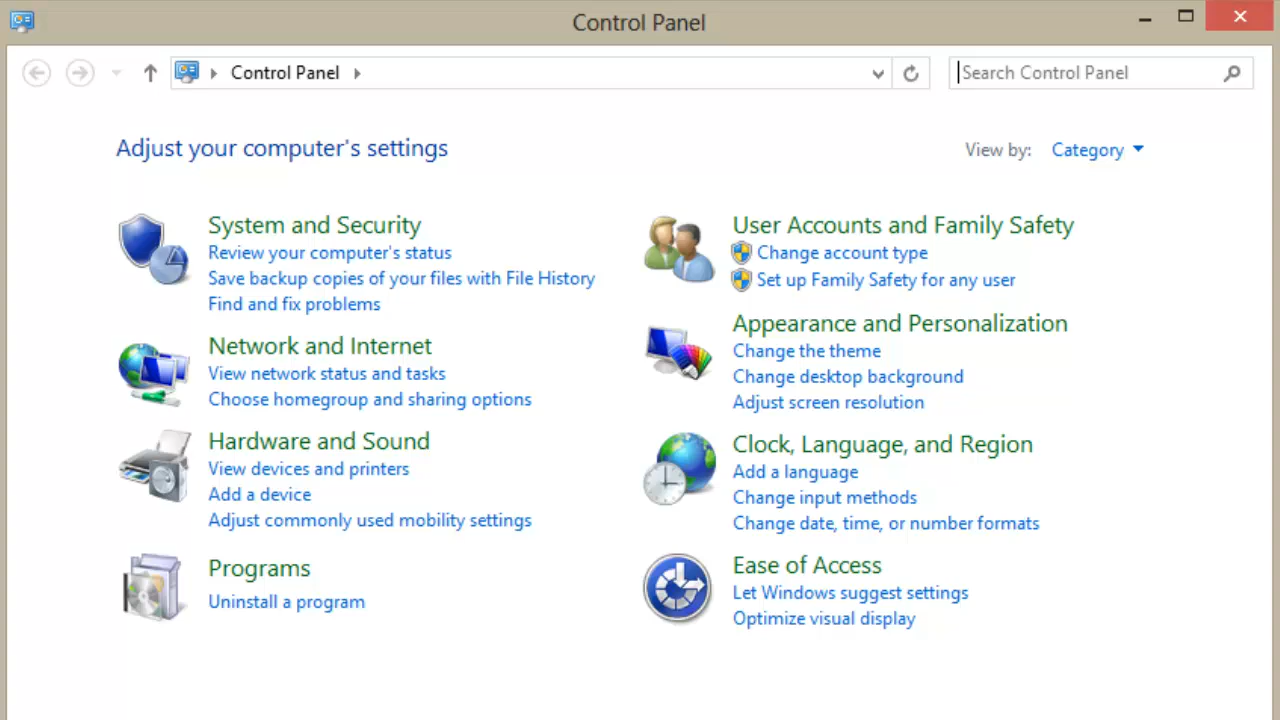 Control Panel
Control Panel
Search Control Panel
Adjust your computer's settings
View by: Category
System and Security
Review your computer's status
Save backup copies of your files with File History
Find and fix problems
Network and Internet
View network status and tasks
Choose homegroup and sharing options
Hardware and Sound
View devices and printers
Add a device
Adjust commonly used mobility settings
Programs
Uninstall a program
User Accounts and Family Safety
Change account type
Set up Family Safety for any user
Appearance and Personalization
Change the theme
Change desktop background
Adjust screen resolution
Clock, Language, and Region
Add a language
Change input methods
Change date, time, or number formats
Ease of Access
Let Windows suggest settings
Optimize visual display